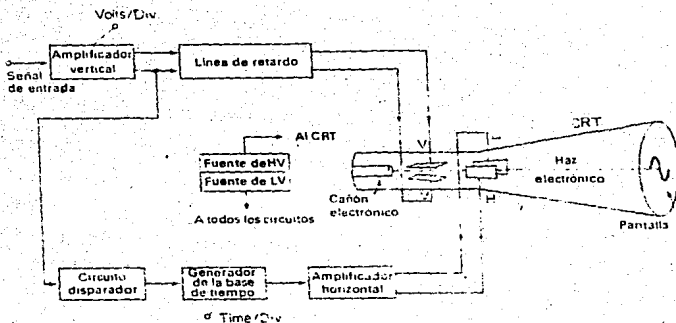 Volts/Div.
Amplificador
vertical
Línea de retardo
Señal
de entrada
Al CRT
Fuente de HV
Fuente de LV
A todos los circuitos
Cañón
electrónico
V
H
CRT
Haz
electrónico
Pantalla
Circuito
disparador
Generador
de la base
de tiempo
Amplificador
horizontal
Time/Div